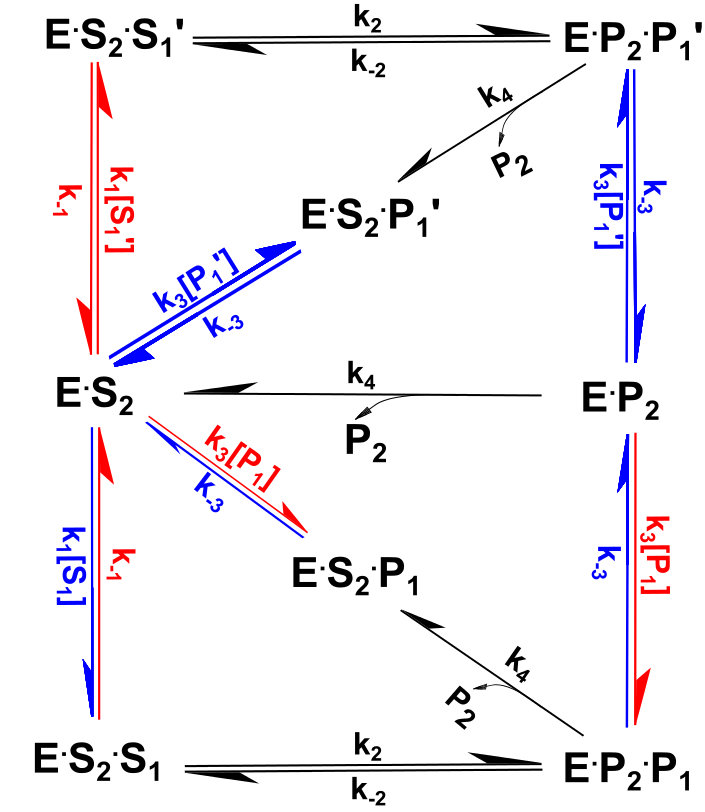 E·S₂·S₁' k₂ E·P₂·P₁'
k₋₂
k₄
P₂
k₋₁ k₁[S₁'] k₃[P₁'] k₋₃
E·S₂·P₁'
k₃[P₁']
k₋₃
E·S₂ k₄ E·P₂
P₂
k₃[P₁]
k₋₃
k₁[S₁] k₋₁ k₋₃ k₃[P₁]
E·S₂·P₁
k₄
P₂
E·S₂·S₁ k₂ E·P₂·P₁
k₋₂